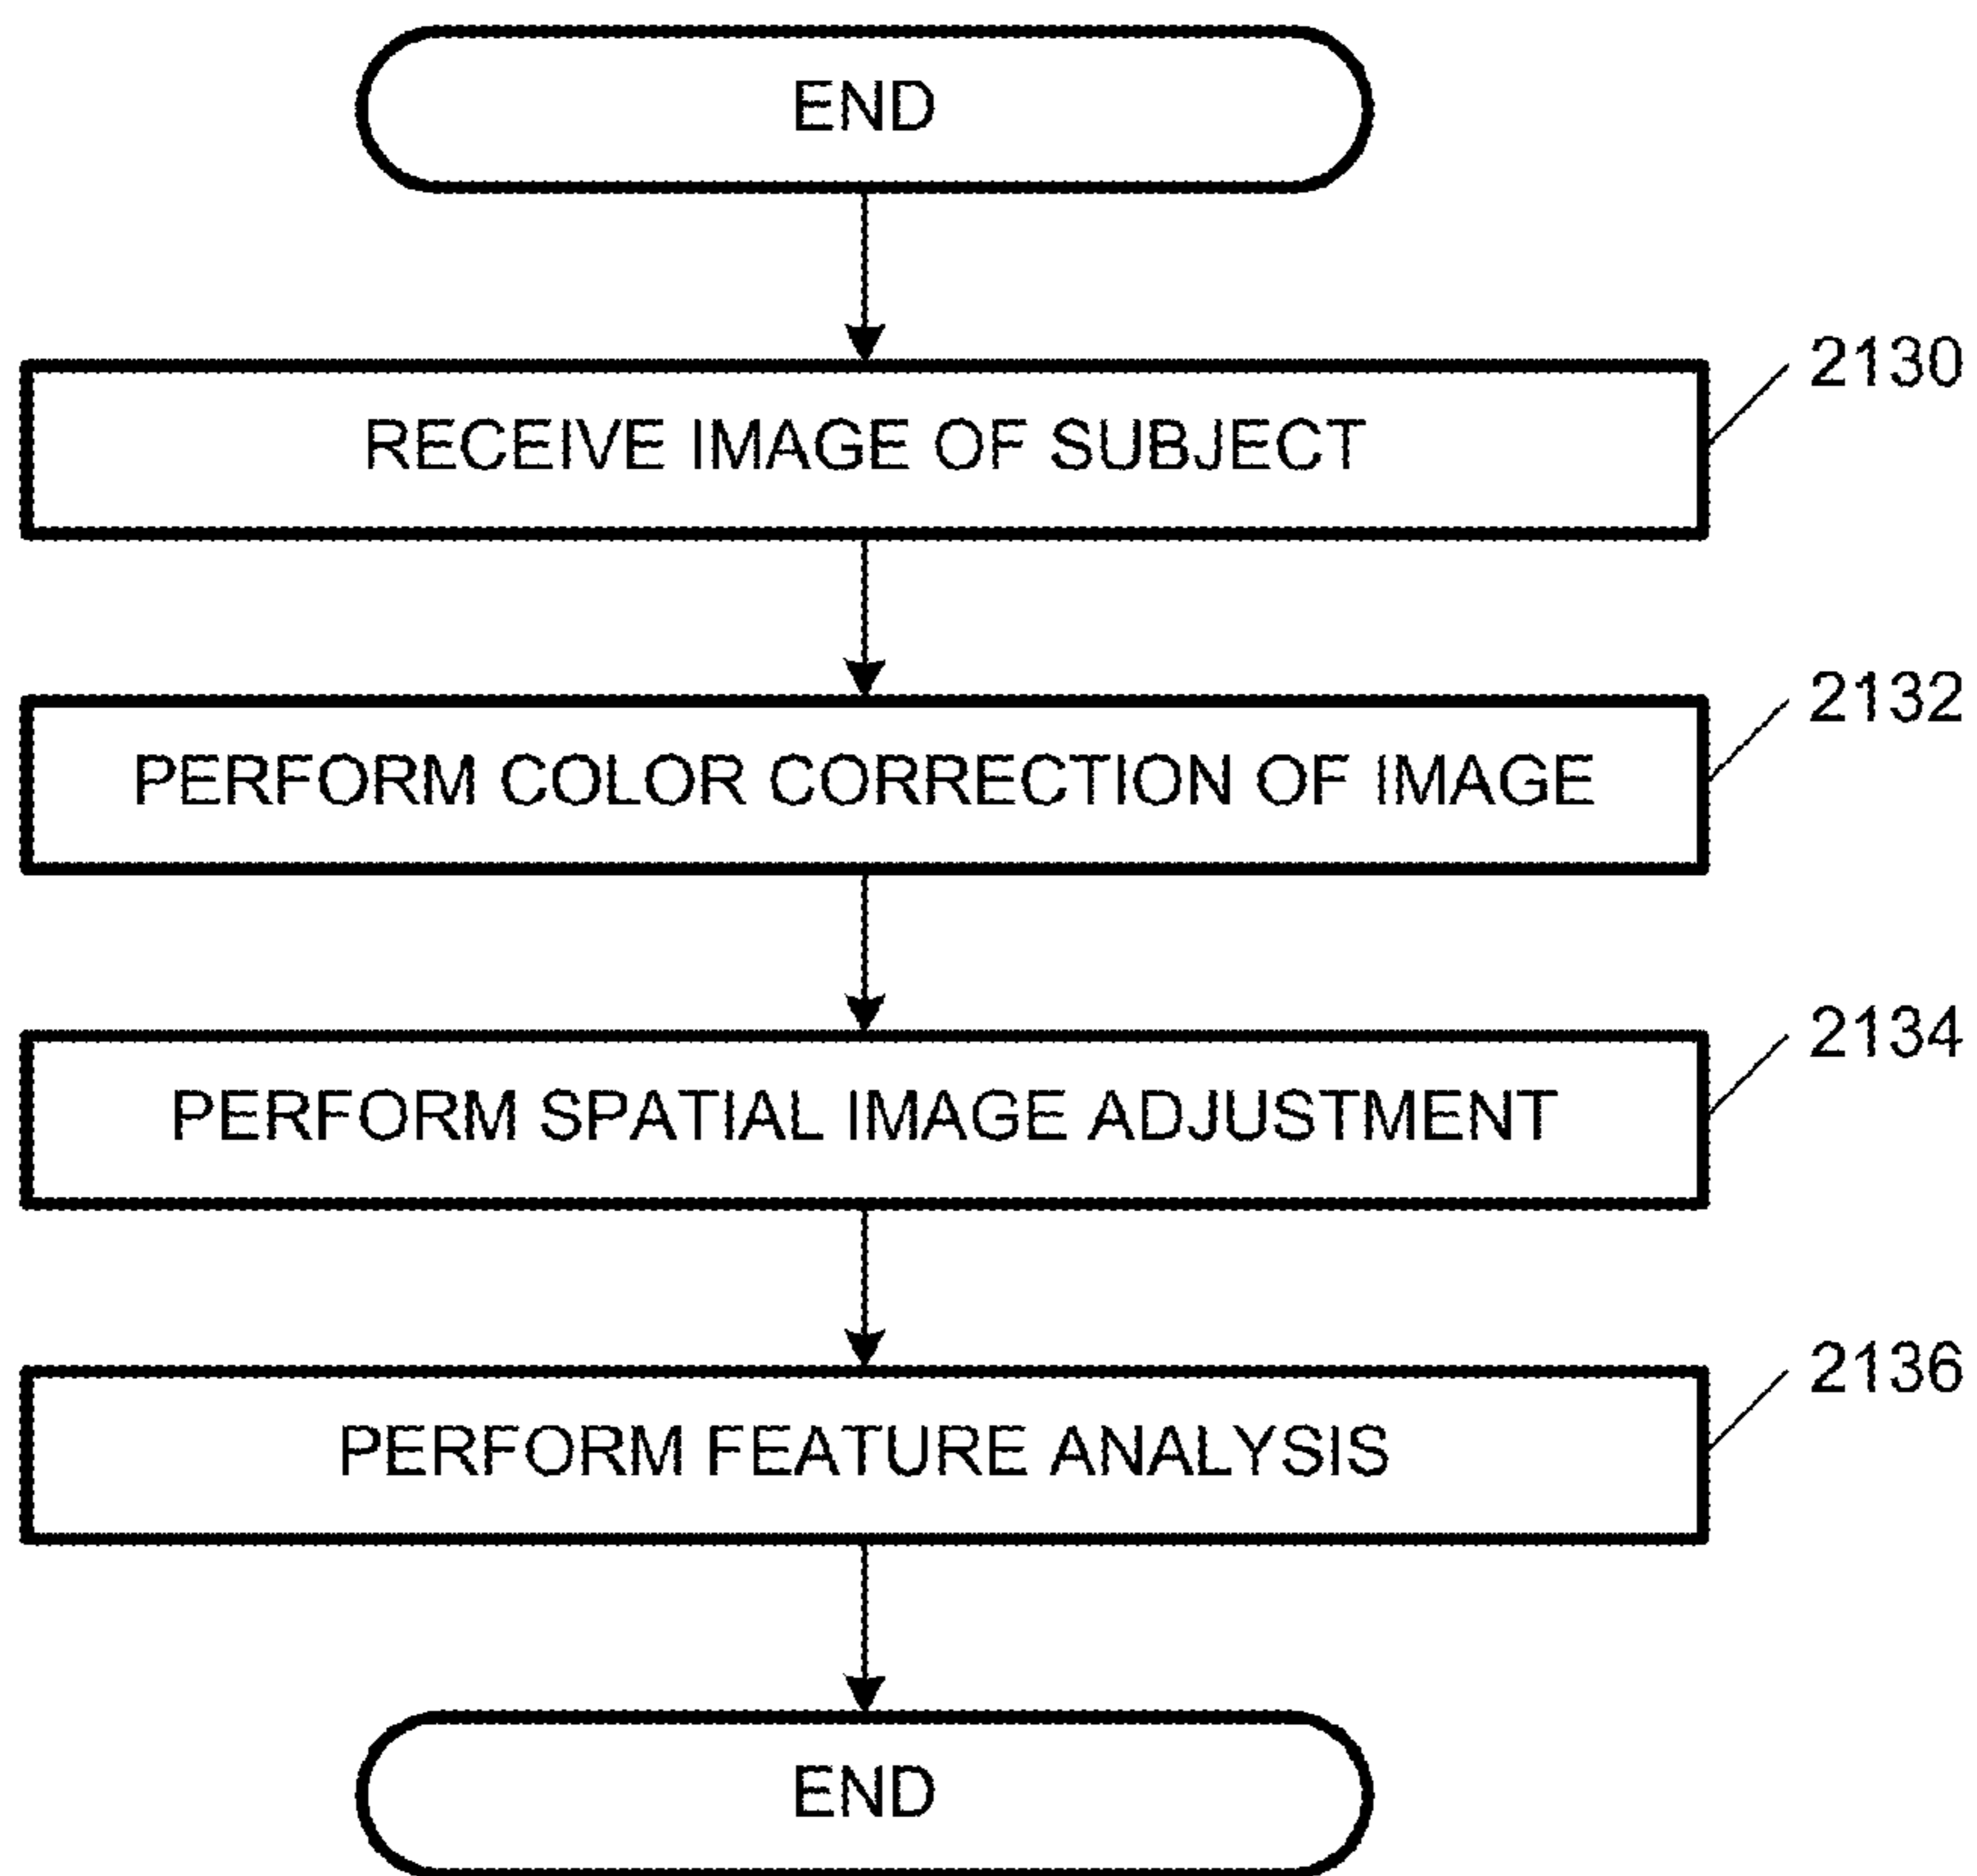 END
RECEIVE IMAGE OF SUBJECT
2130
PERFORM COLOR CORRECTION OF IMAGE
2132
PERFORM SPATIAL IMAGE ADJUSTMENT
2134
PERFORM FEATURE ANALYSIS
2136
END